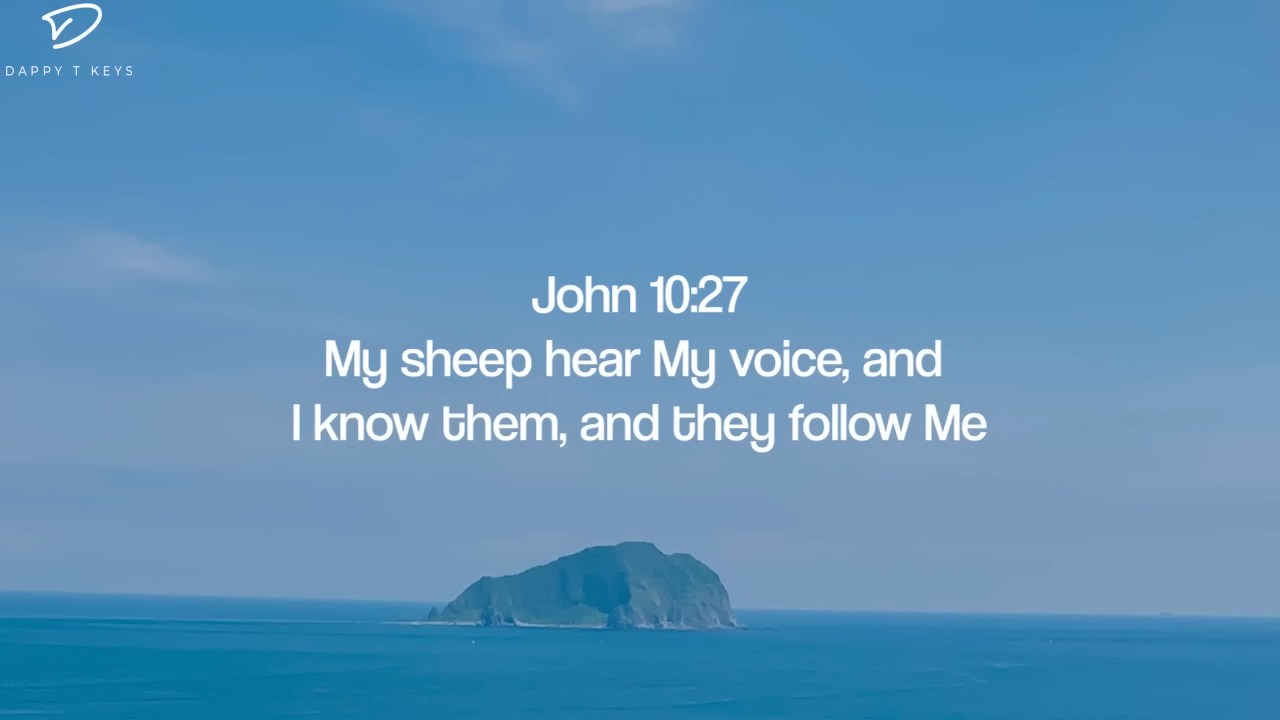 DAPPY T KEYS
John 10:27
My sheep hear My voice, and
I know them, and they follow Me